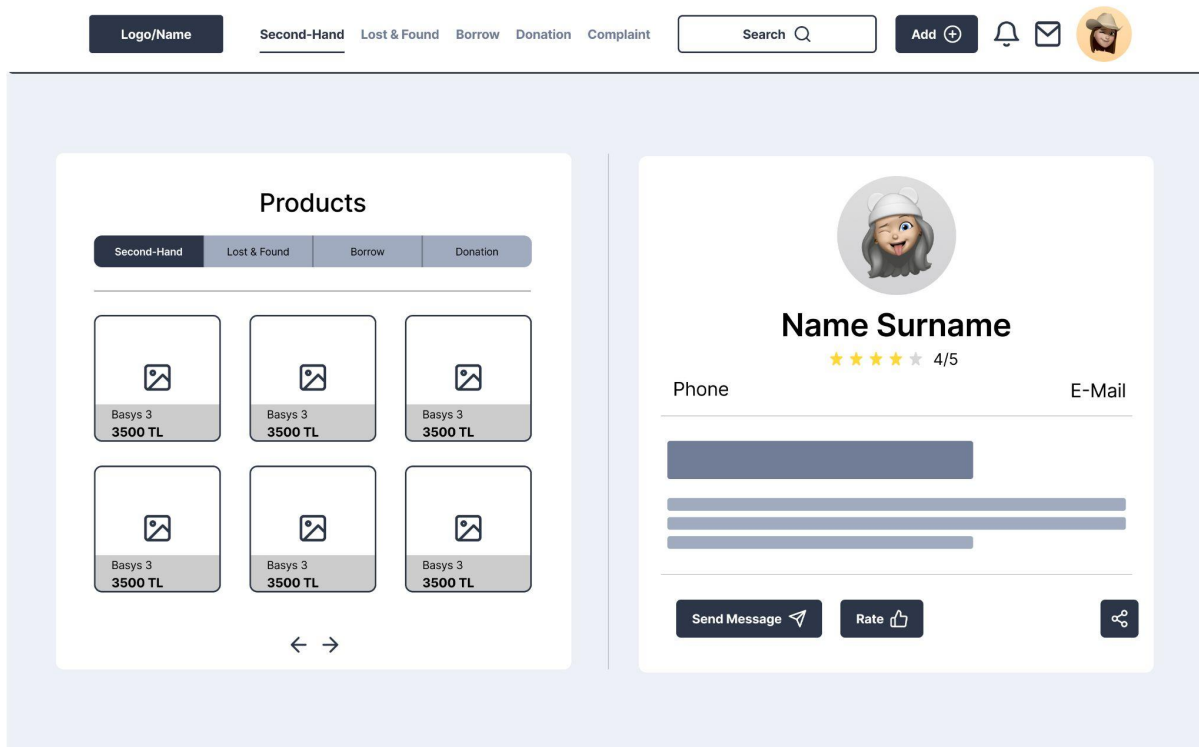 Logo/Name Second-Hand Lost & Found Borrow Donation Complaint Search Add
Products
Second-Hand Lost & Found Borrow Donation
Basys 3 Basys 3 Basys 3
3500 TL 3500 TL 3500 TL
Basys 3 Basys 3 Basys 3
3500 TL 3500 TL 3500 TL
Name Surname
4/5
Phone E-Mail
Send Message Rate